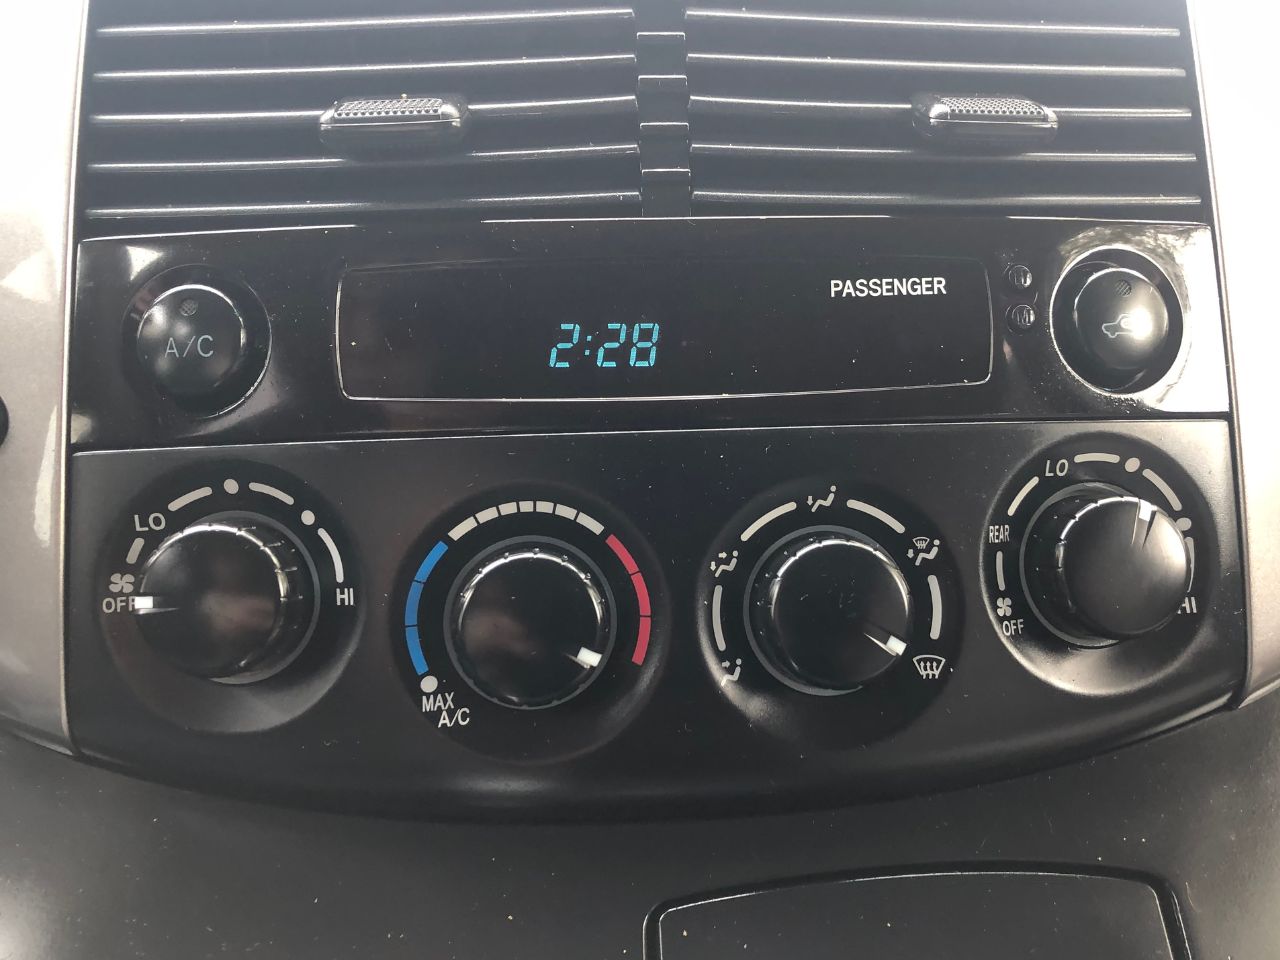 PASSENGER
H
M
A/C
2:28
LO
OFF
HI
MAX
A/C
LO
REAR
OFF
HI